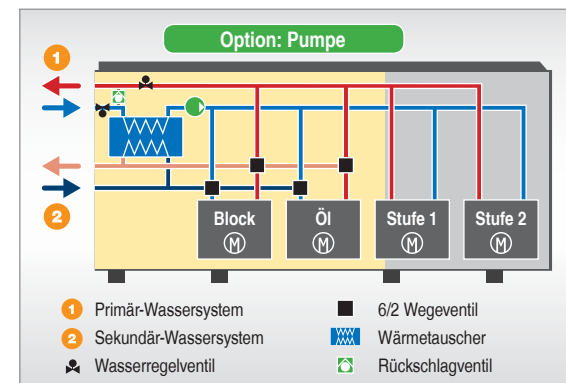 Option: Pumpe
1
2
Block
Öl
Stufe 1
Stufe 2
M
M
M
M
1 Primär-Wassersystem
2 Sekundär-Wassersystem
Wasserregelventil
6/2 Wegeventil
Wärmetauscher
Rückschlagventil